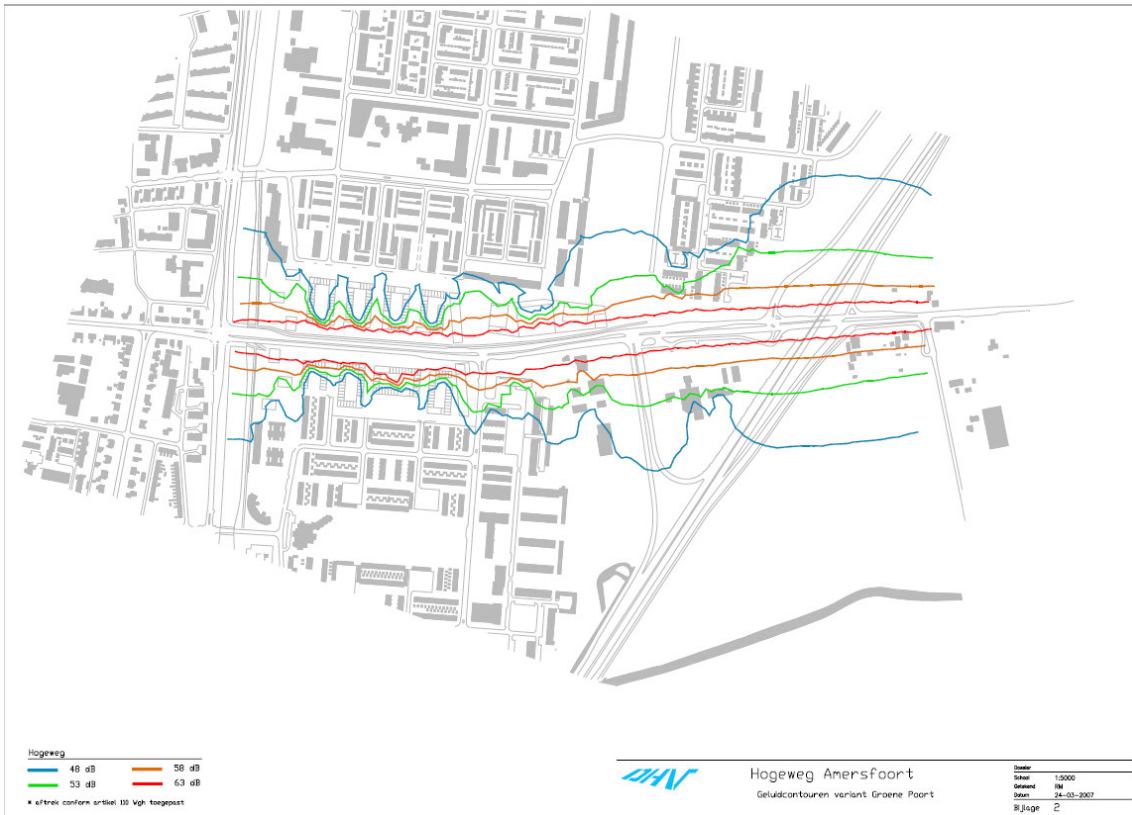 Hogeweg
48 dB
58 dB
53 dB
63 dB
* aftrek conform artikel 110 Wgh toegepast
DHV
Hogeweg Amersfoort
Geluidcontouren variant Groene Poort
Dossier
Schaal 1:5000
Getekend RM
Datum 24-03-2007
Bijlage 2